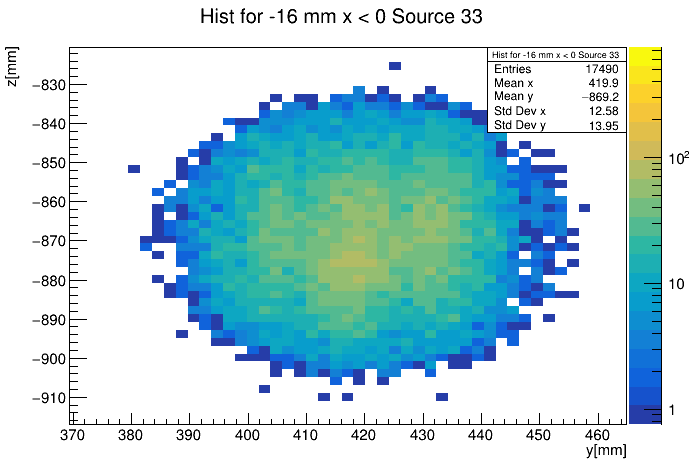 Hist for -16 mm x < 0 Source 33
z[mm]
Hist for -16 mm x < 0 Source 33
Entries 17490
Mean x 419.9
Mean y −869.2
Std Dev x 12.58
Std Dev y 13.95
−830
−840
−850
−860
−870
−880
−890
−900
−910
10²
10
1
370 380 390 400 410 420 430 440 450 460
y[mm]